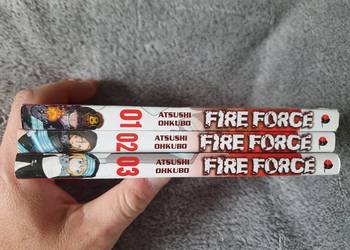 01 ATSUSHI OHKUBO FIRE FORCE
02 ATSUSHI OHKUBO FIRE FORCE
03 ATSUSHI OHKUBO FIRE FORCE